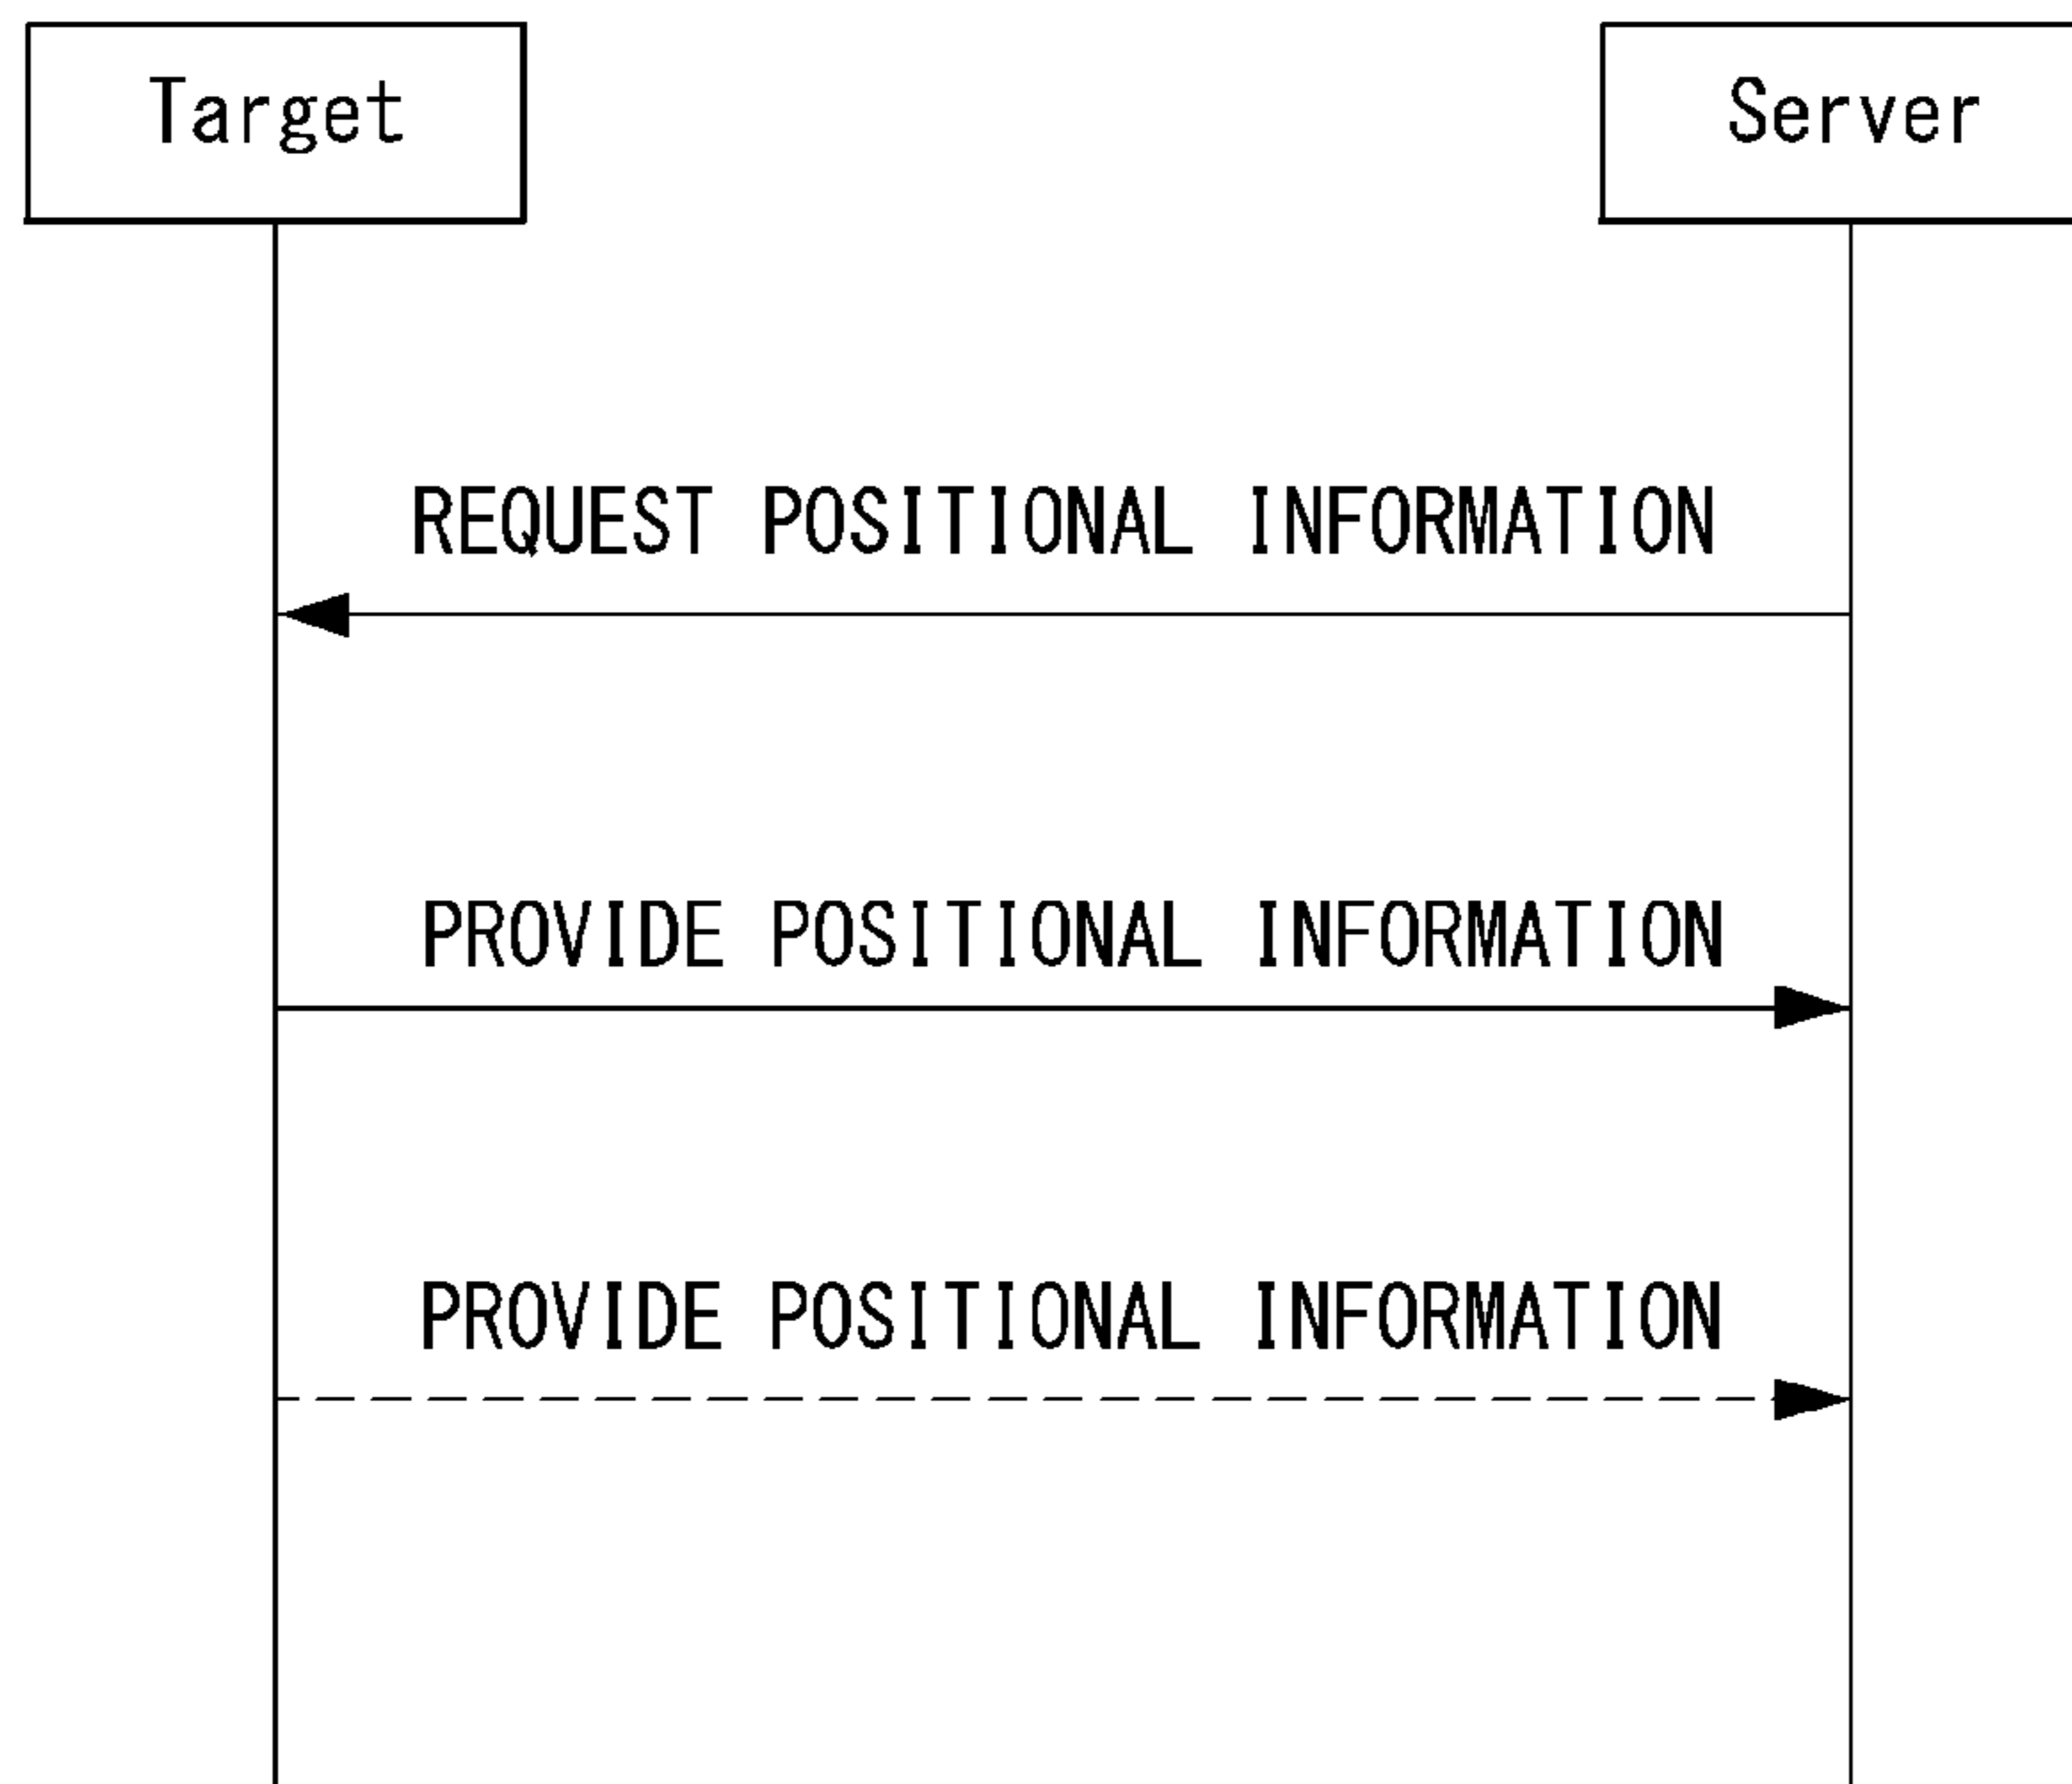 Target
Server
REQUEST POSITIONAL INFORMATION
PROVIDE POSITIONAL INFORMATION
PROVIDE POSITIONAL INFORMATION